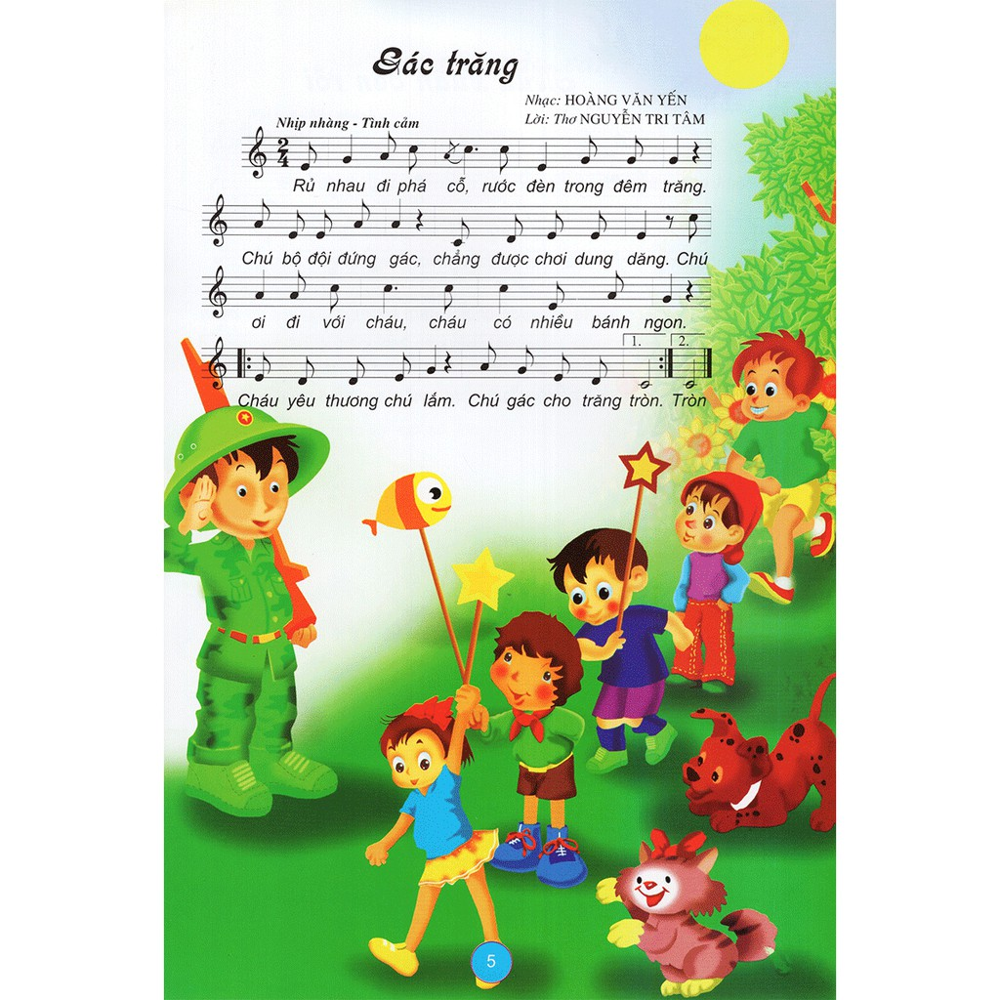 Gác trăng
Nhạc: HOÀNG VĂN YẾN
Lời: Thơ NGUYỄN TRI TÂM
Nhịp nhàng - Tình cảm
2
4
Rủ nhau đi phá cỗ, rước đèn trong đêm trăng.
Chú bộ đội đứng gác, chẳng được chơi dung dăng. Chú
ơi đi với cháu, cháu có nhiều bánh ngon.
1. 2.
Cháu yêu thương chú lắm. Chú gác cho trăng tròn. Tròn
5